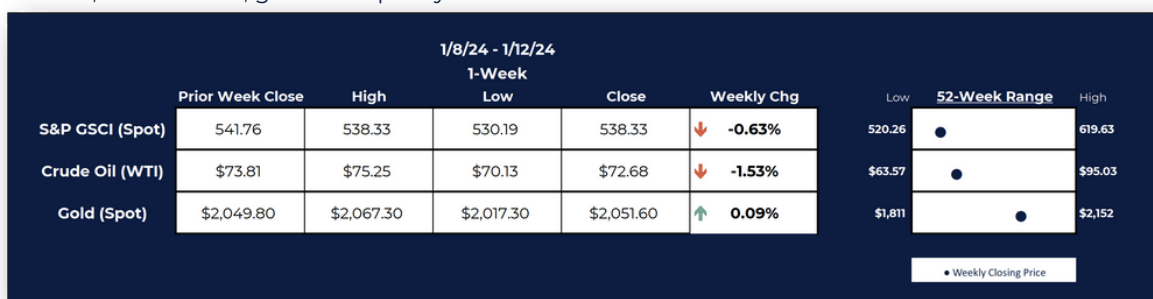 1/8/24 - 1/12/24
1-Week
Prior Week Close High Low Close Weekly Chg Low 52-Week Range High
S&P GSCI (Spot) 541.76 538.33 530.19 538.33 -0.63% 520.26 619.63
Crude Oil (WTI) $73.81 $75.25 $70.13 $72.68 -1.53% $63.57 $95.03
Gold (Spot) $2,049.80 $2,067.30 $2,017.30 $2,051.60 0.09% $1,811 $2,152
• Weekly Closing Price